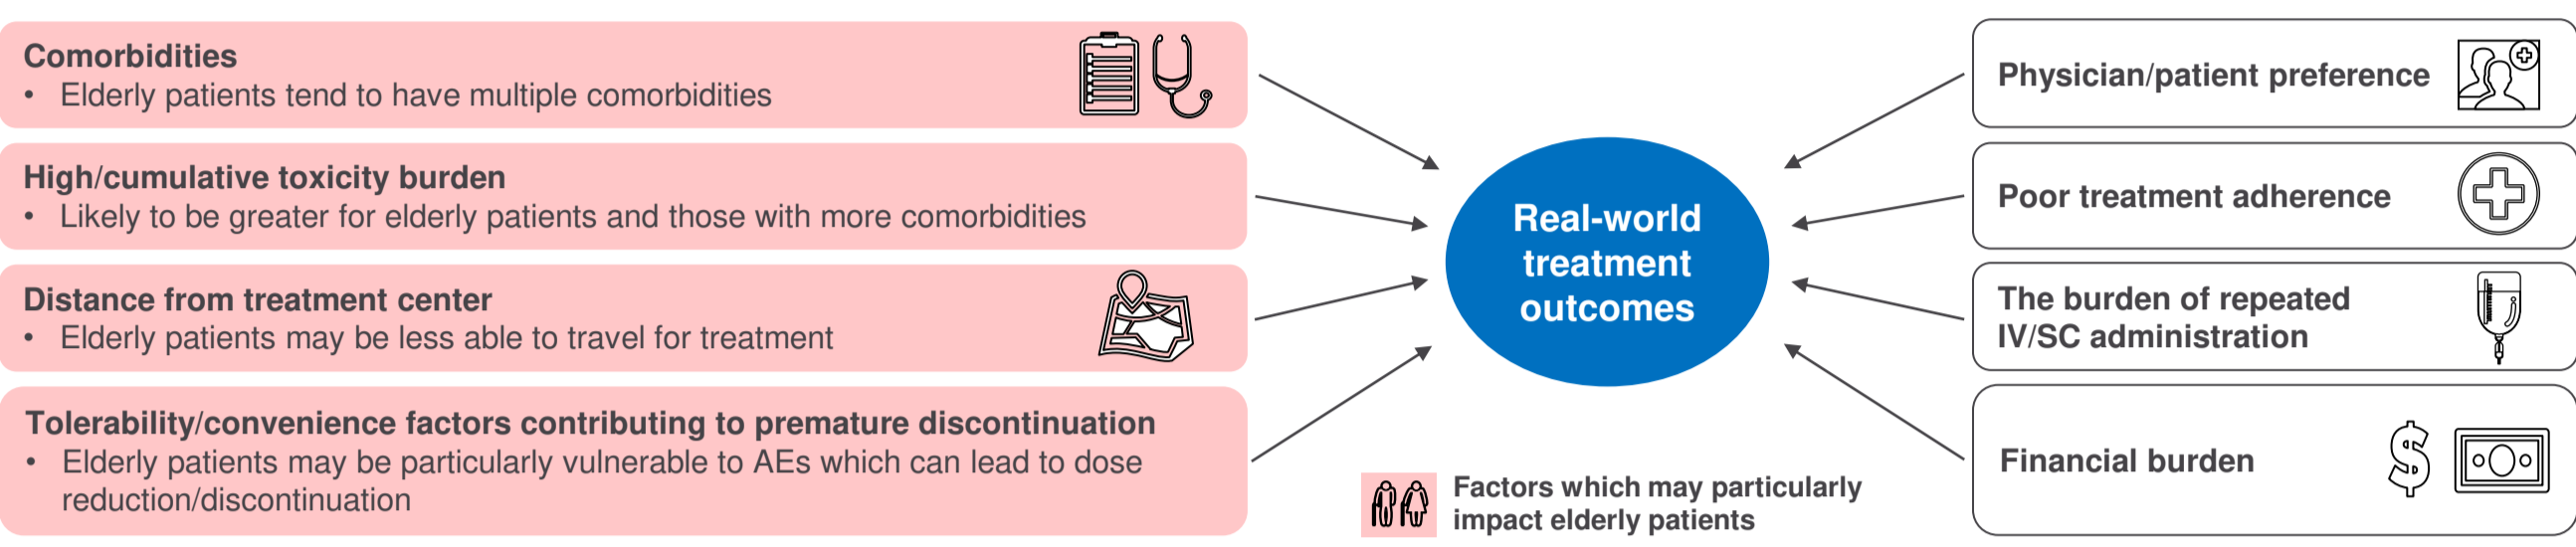 Comorbidities
• Elderly patients tend to have multiple comorbidities
High/cumulative toxicity burden
• Likely to be greater for elderly patients and those with more comorbidities
Distance from treatment center
• Elderly patients may be less able to travel for treatment
Tolerability/convenience factors contributing to premature discontinuation
• Elderly patients may be particularly vulnerable to AEs which can lead to dose
reduction/discontinuation
Real-world
treatment
outcomes
Factors which may particularly
impact elderly patients
Physician/patient preference
Poor treatment adherence
The burden of repeated
IV/SC administration
Financial burden
$